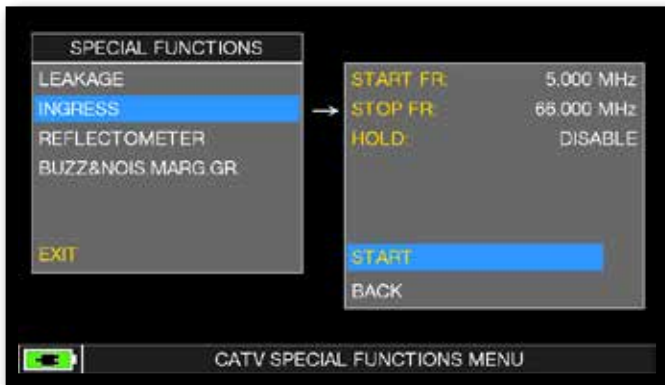 SPECIAL FUNCTIONS
LEAKAGE
INGRESS
REFLECTOMETER
BUZZ&NOIS.MARG.GR.
EXIT
→
START FR: 5.000 MHz
STOP FR: 66.000 MHz
HOLD: DISABLE
START
BACK
CATV SPECIAL FUNCTIONS MENU